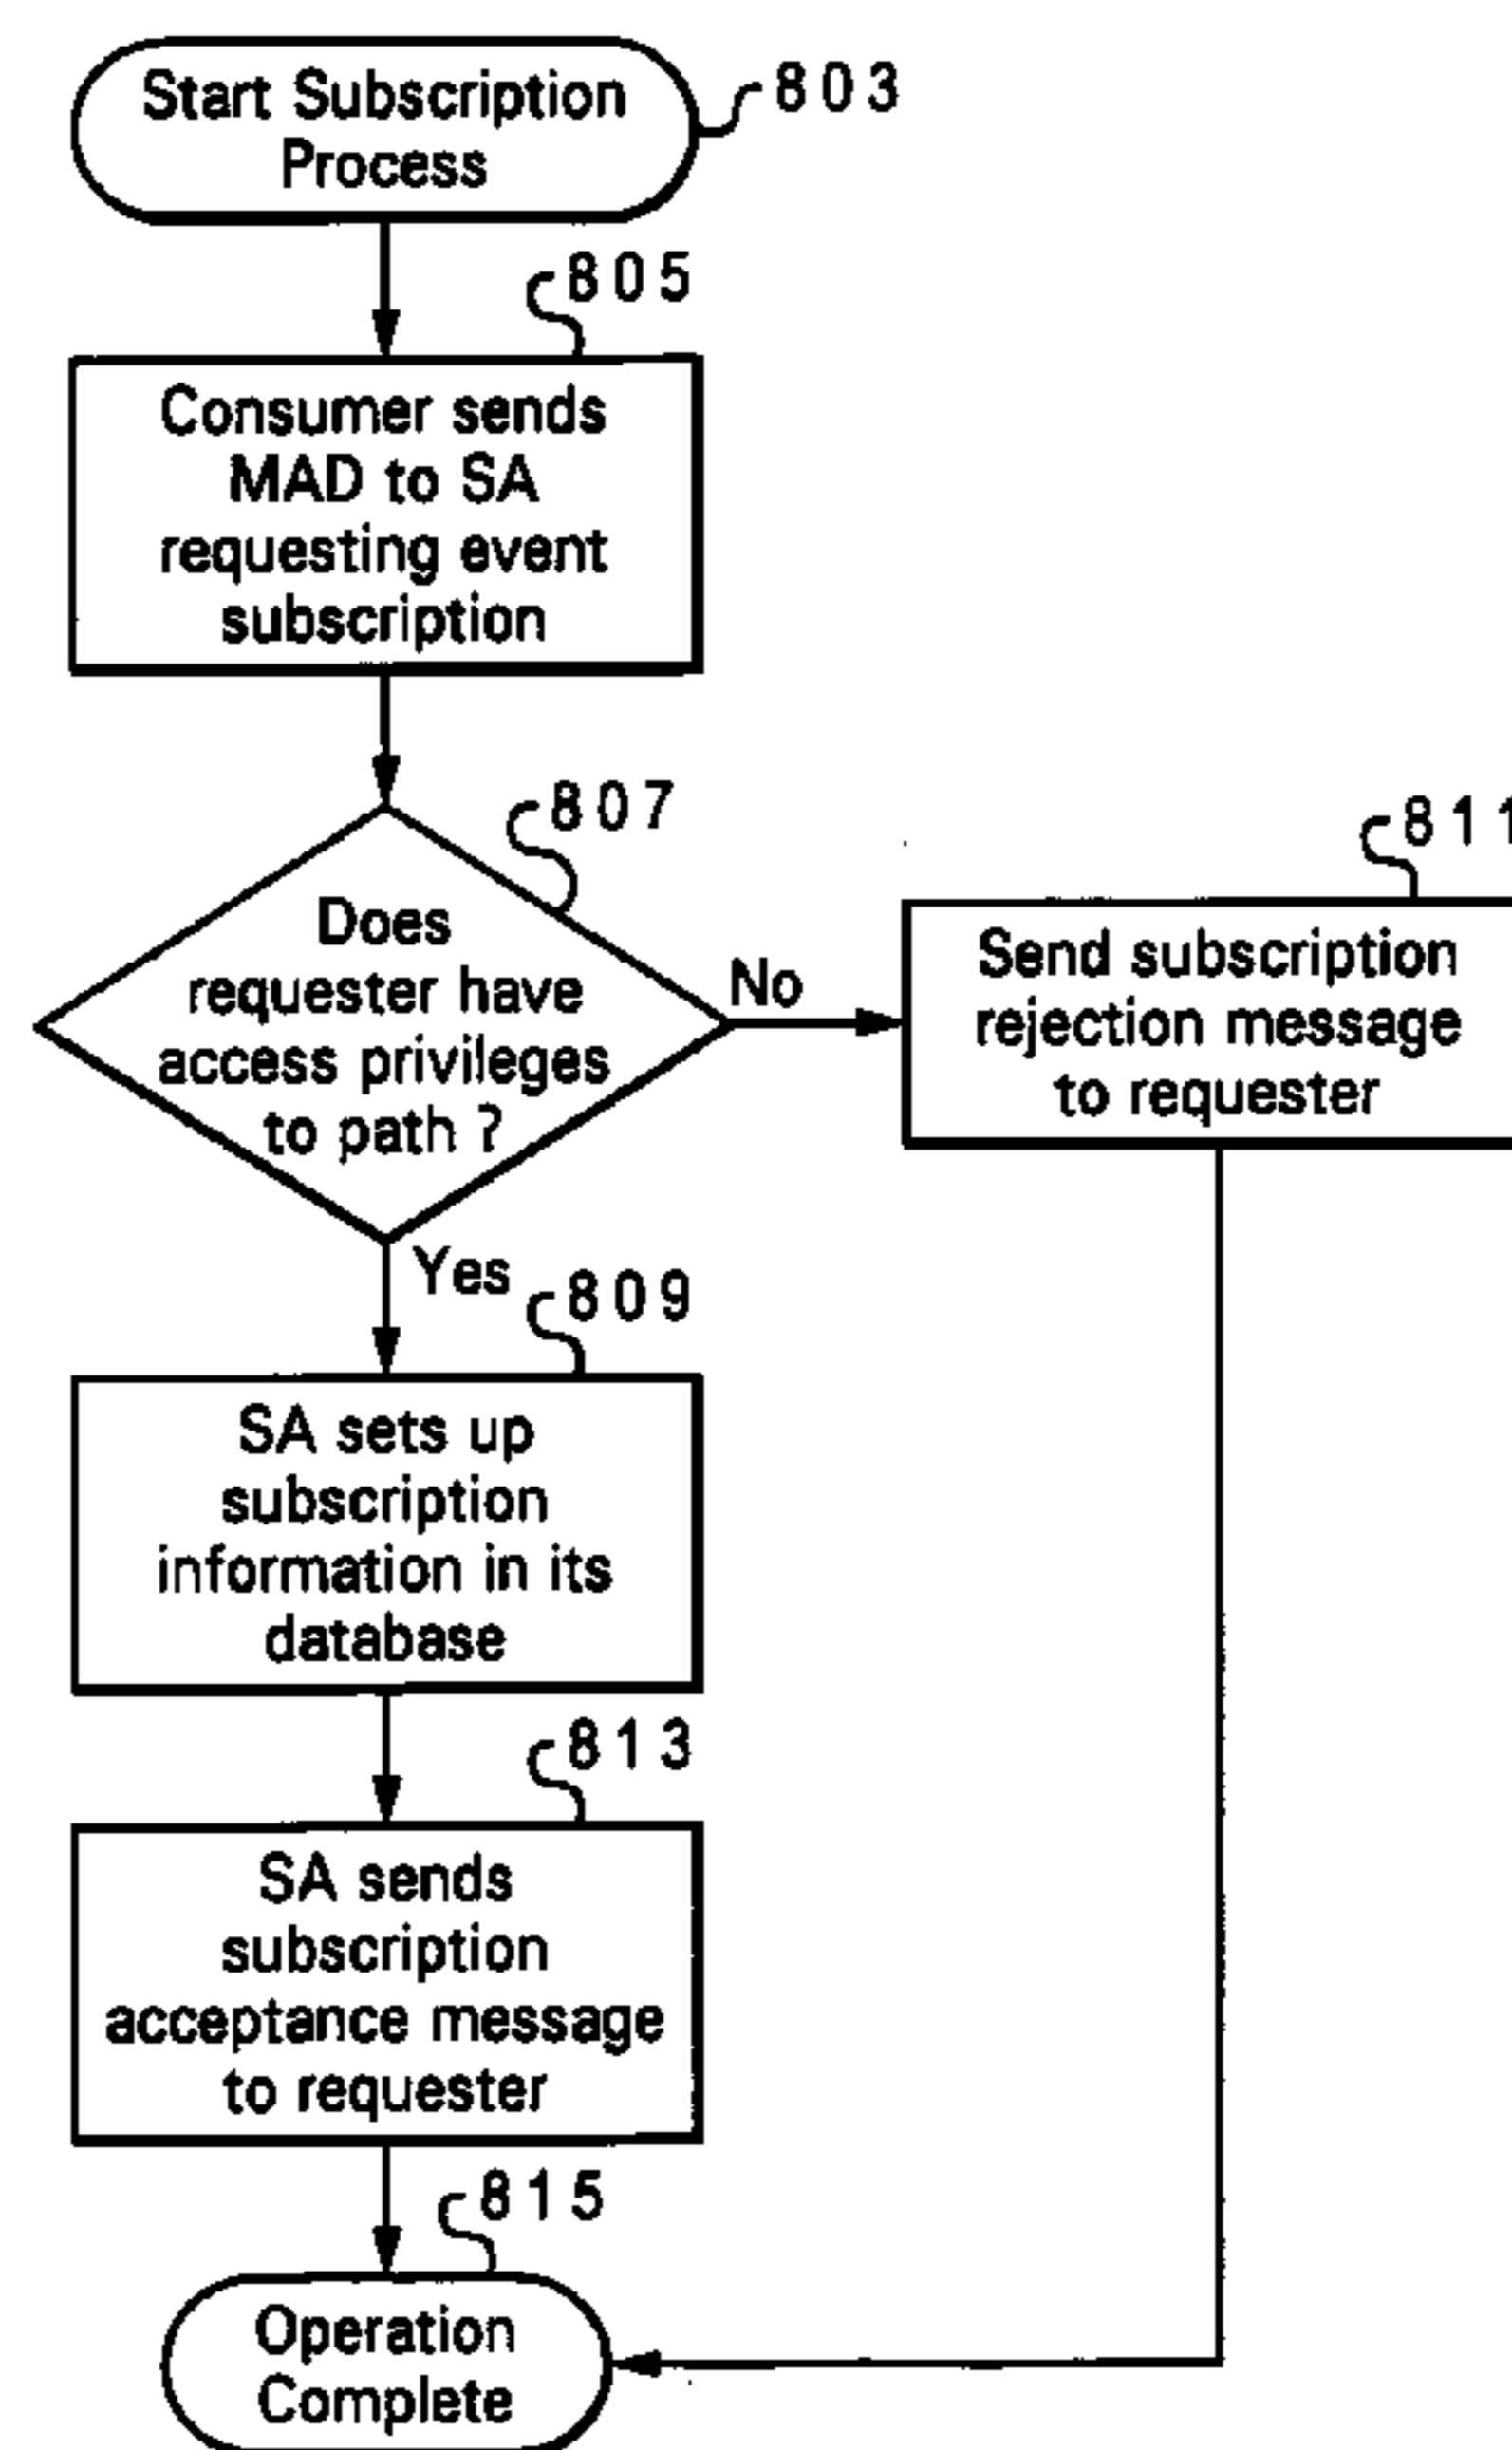 Start Subscription
Process
803
805
Consumer sends
MAD to SA
requesting event
subscription
807
Does
requester have
access privileges
to path ?
No
811
Send subscription
rejection message
to requester
Yes
809
SA sets up
subscription
information in its
database
813
SA sends
subscription
acceptance message
to requester
815
Operation
Complete